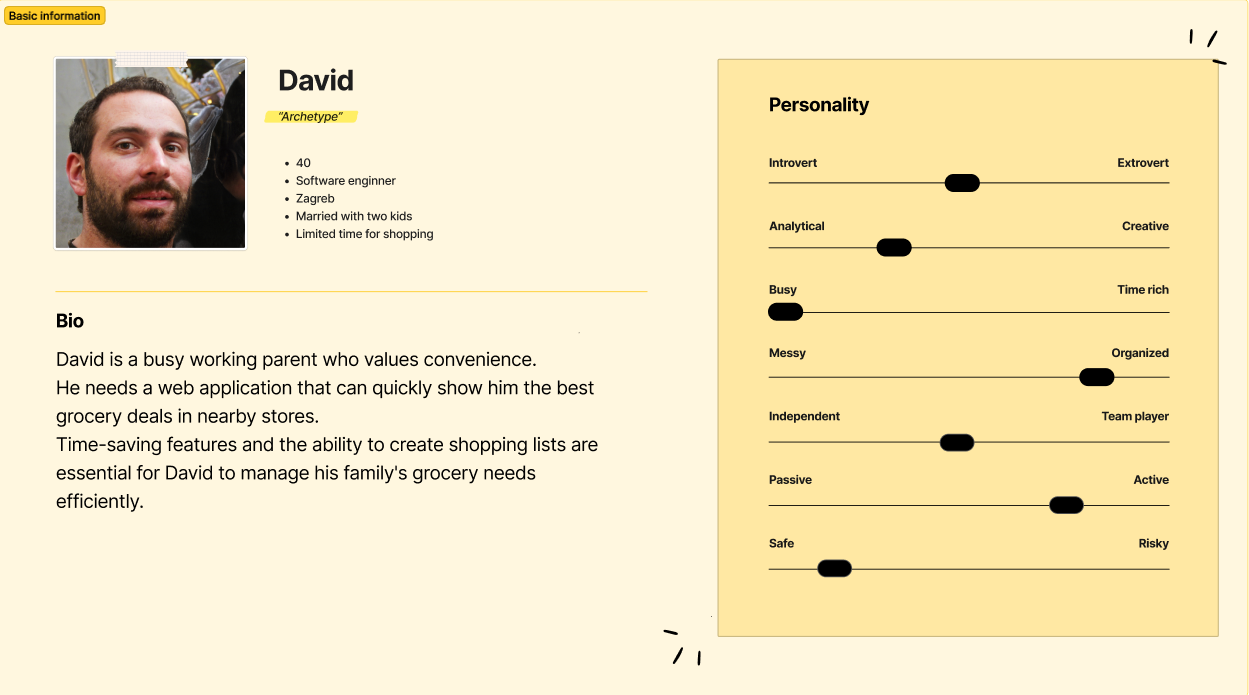 Basic information
David
"Archetype"
• 40
• Software enginner
• Zagreb
• Married with two kids
• Limited time for shopping
Bio
David is a busy working parent who values convenience.
He needs a web application that can quickly show him the best
grocery deals in nearby stores.
Time-saving features and the ability to create shopping lists are
essential for David to manage his family's grocery needs
efficiently.
Personality
Introvert Extrovert
Analytical Creative
Busy Time rich
Messy Organized
Independent Team player
Passive Active
Safe Risky